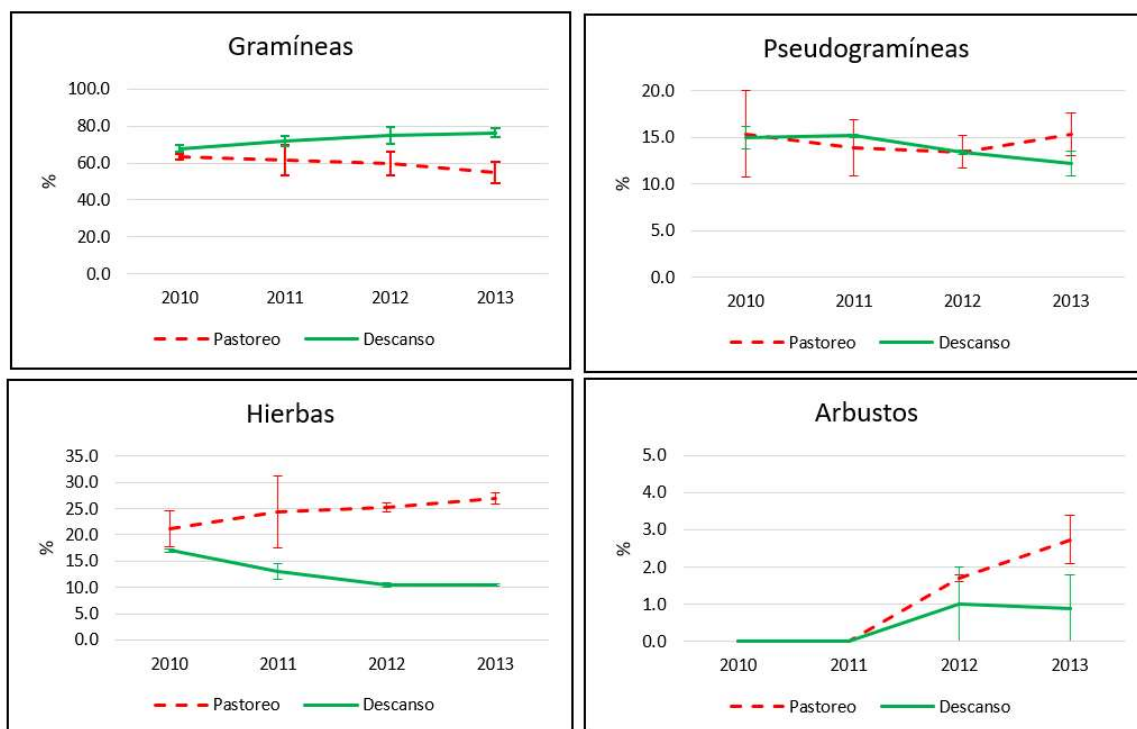 Gramíneas
100.0
80.0
60.0
40.0
20.0
0.0
%
2010 2011 2012 2013
Pastoreo Descanso
Pseudogramíneas
20.0
15.0
10.0
5.0
0.0
%
2010 2011 2012 2013
Pastoreo Descanso
Hierbas
35.0
30.0
25.0
20.0
15.0
10.0
5.0
0.0
%
2010 2011 2012 2013
Pastoreo Descanso
Arbustos
5.0
4.0
3.0
2.0
1.0
0.0
%
2010 2011 2012 2013
Pastoreo Descanso